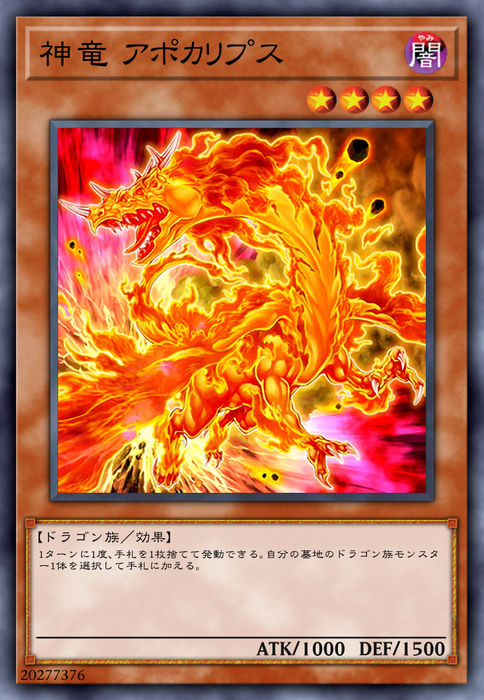 神竜 アポカリプス
やみ
闇
【ドラゴン族／効果】
1ターンに1度、手札を1枚捨てて発動できる。自分の墓地のドラゴン族モンスタ
ー1体を選択して手札に加える。
ATK/1000 DEF/1500
20277376